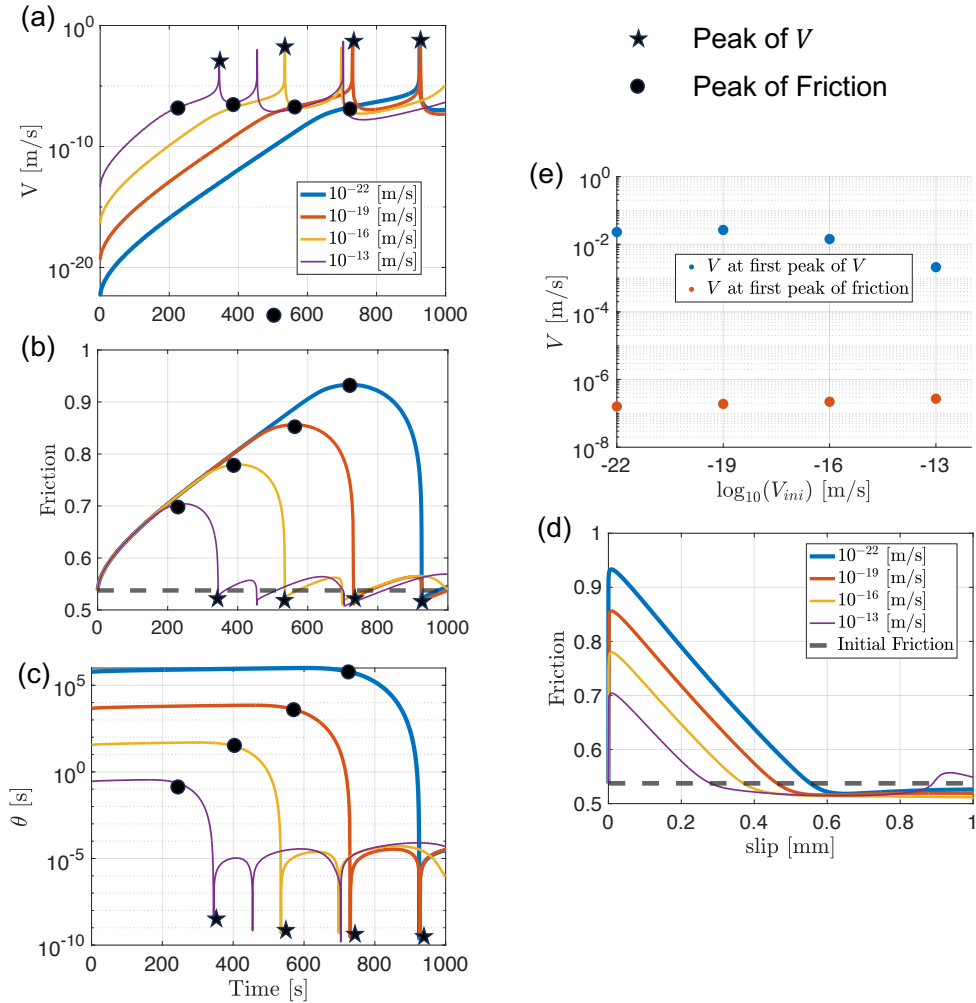 (a)
10^0
10^{-10}
10^{-20}
V [m/s]
10^{-22} [m/s]
10^{-19} [m/s]
10^{-16} [m/s]
10^{-13} [m/s]
0 200 400 600 800 1000
Peak of V
Peak of Friction
(b)
1
0.9
0.8
0.7
0.6
0.5
Friction
0 200 400 600 800 1000
(c)
10^5
10^0
10^{-5}
10^{-10}
θ [s]
0 200 400 600 800 1000
Time [s]
(e)
10^0
10^{-2}
10^{-4}
10^{-6}
10^{-8}
V [m/s]
V at first peak of V
V at first peak of friction
-22 -19 -16 -13
log_{10}(V_{ini}) [m/s]
(d)
1
0.9
0.8
0.7
0.6
0.5
Friction
10^{-22} [m/s]
10^{-19} [m/s]
10^{-16} [m/s]
10^{-13} [m/s]
Initial Friction
0 0.2 0.4 0.6 0.8 1
slip [mm]